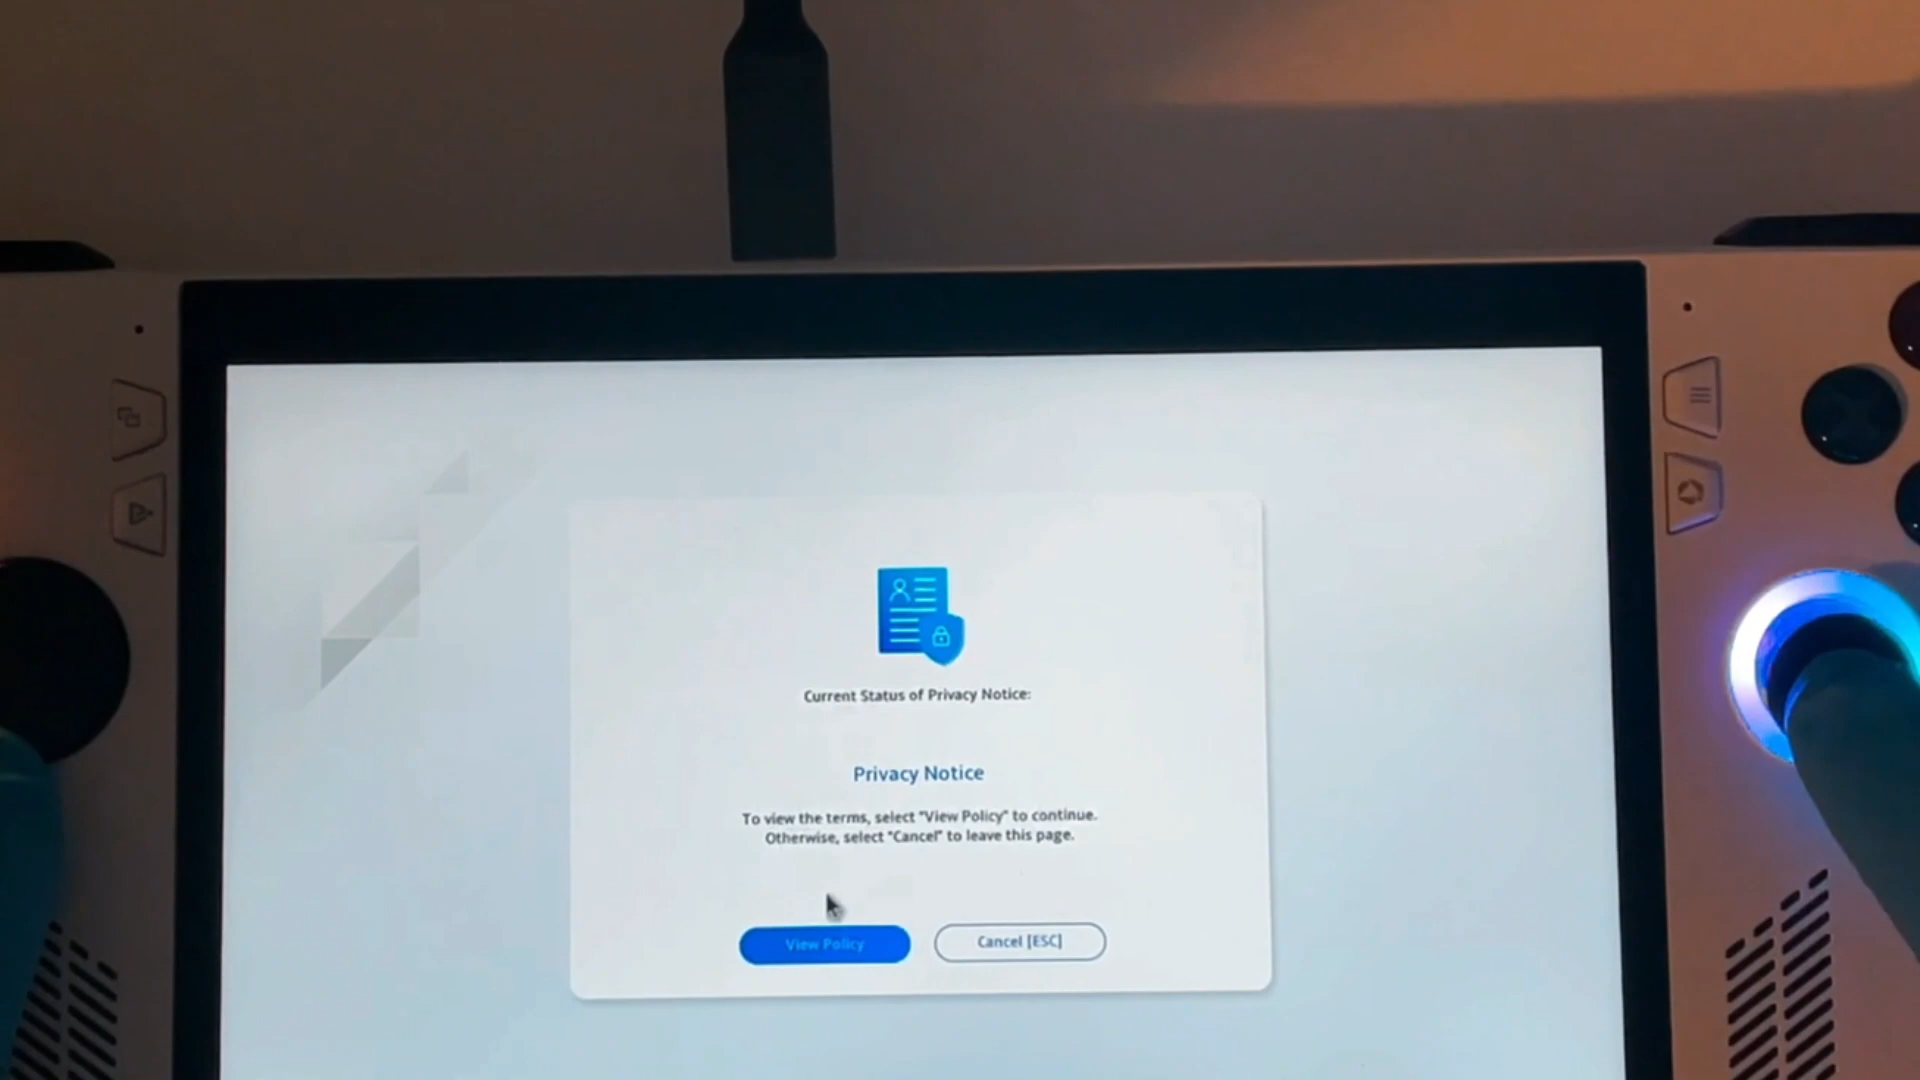 Current Status of Privacy Notice:
Privacy Notice
To view the terms, select "View Policy" to continue.
Otherwise, select "Cancel" to leave this page.
View Policy
Cancel [ESC]